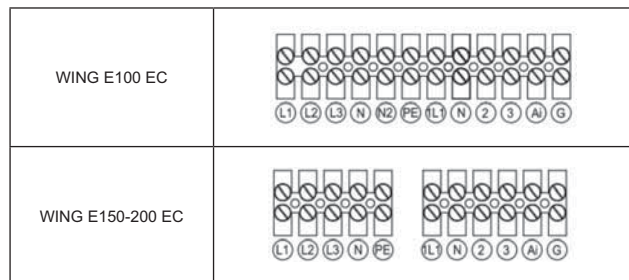 WING E100 EC
L1 L2 L3 N N2 PE 1L1 N 2 3 Ai G
WING E150-200 EC
L1 L2 L3 N PE 1L1 N 2 3 Ai G